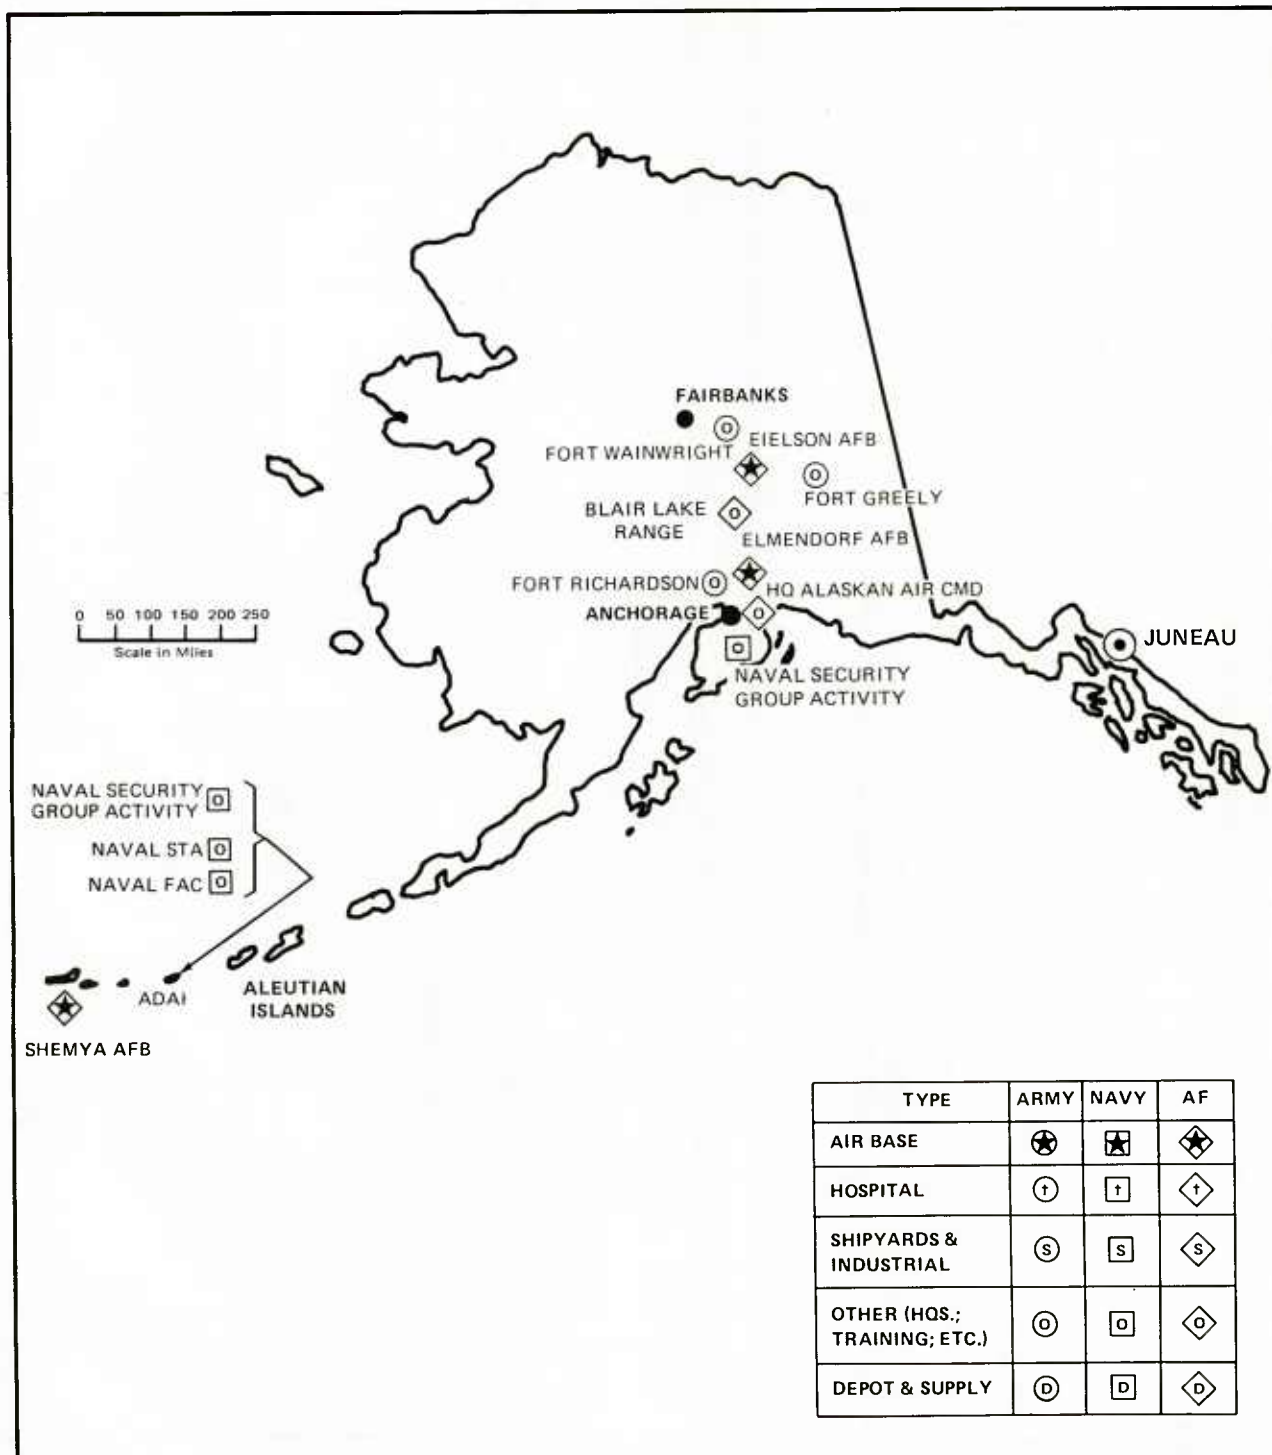 FAIRBANKS
EIELSON AFB
FORT WAINWRIGHT
FORT GREELY
BLAIR LAKE
RANGE
ELMENDORF AFB
FORT RICHARDSON
HQ ALASKAN AIR CMD
ANCHORAGE
0 50 100 150 200 250
Scale in Miles
JUNEAU
NAVAL SECURITY
GROUP ACTIVITY
NAVAL SECURITY
GROUP ACTIVITY
NAVAL STA
NAVAL FAC
ADAI
ALEUTIAN
ISLANDS
SHEMYA AFB
TYPE ARMY NAVY AF
AIR BASE
HOSPITAL † † †
SHIPYARDS & 
INDUSTRIAL S S S
OTHER (HQS.;
TRAINING; ETC.) O O O
DEPOT & SUPPLY D D D